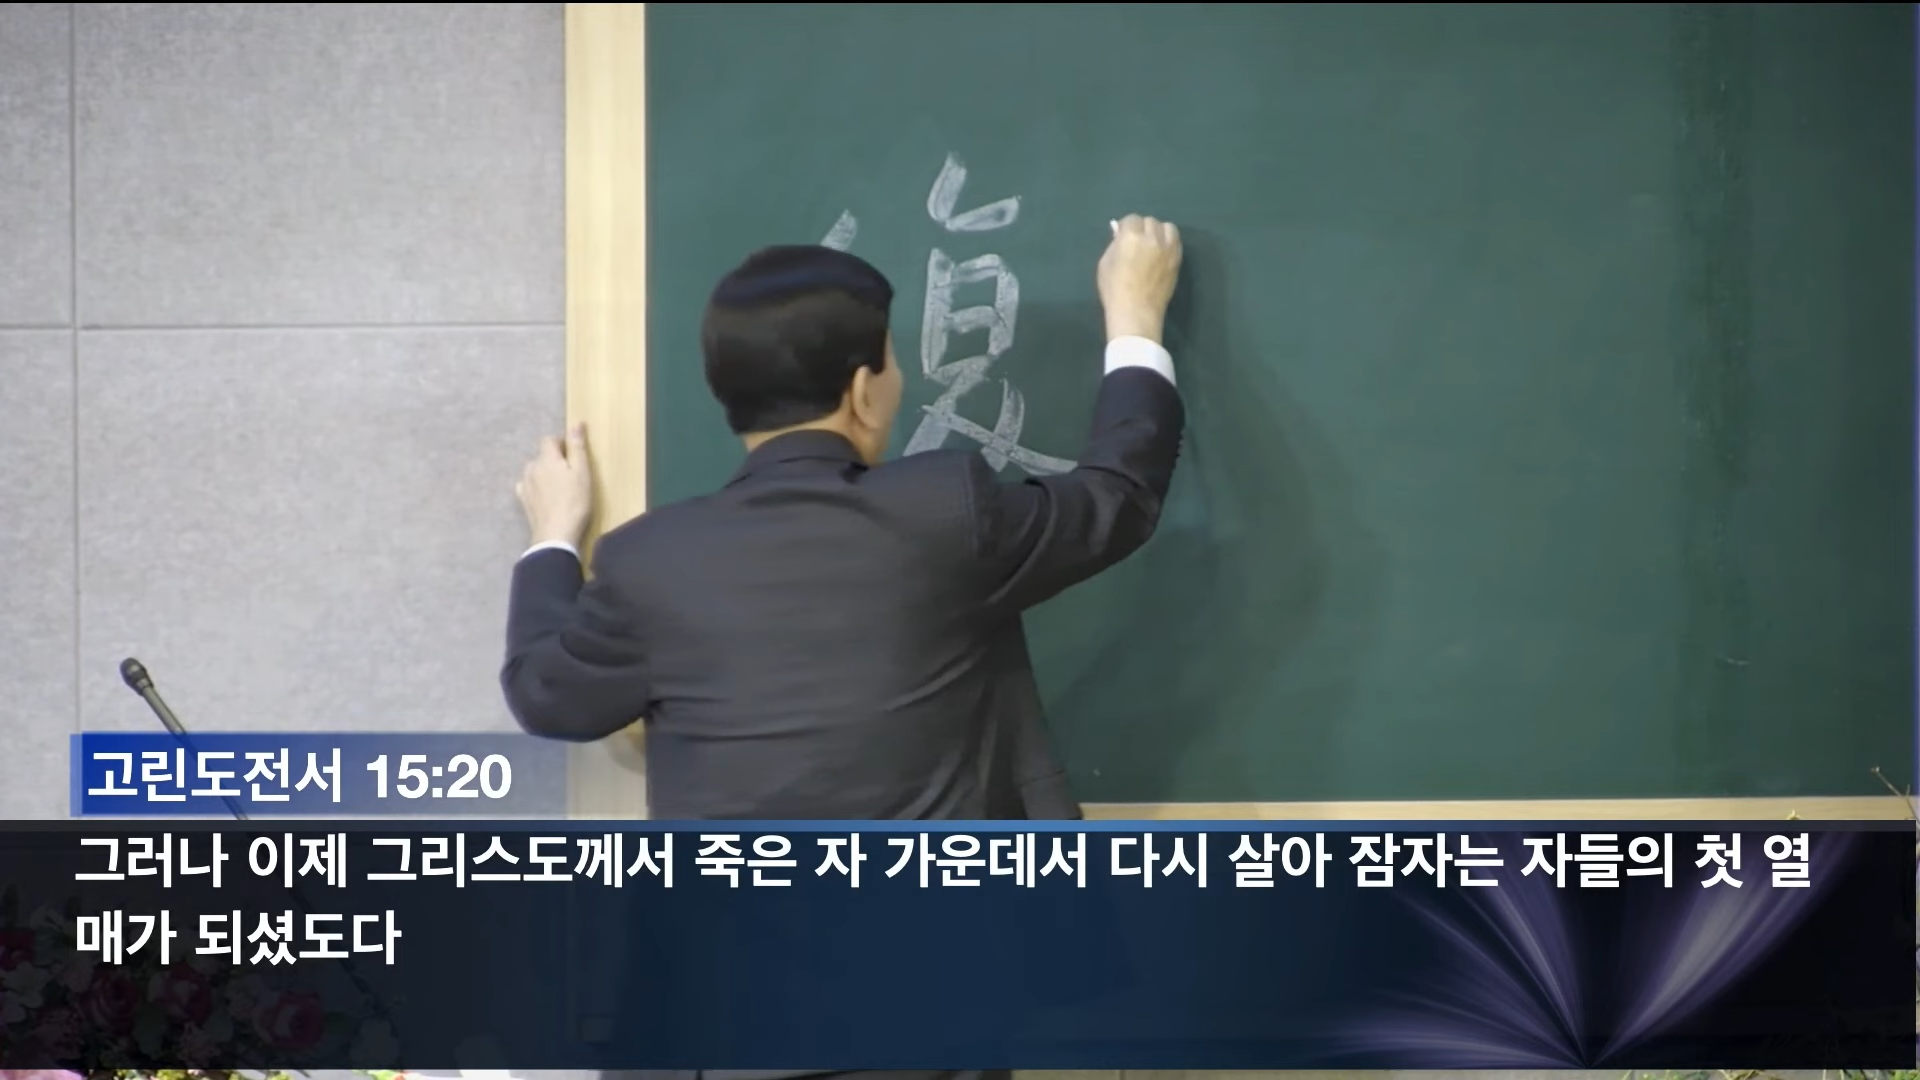 復
고린도전서 15:20
그러나 이제 그리스도께서 죽은 자 가운데서 다시 살아 잠자는 자들의 첫 열
매가 되셨도다